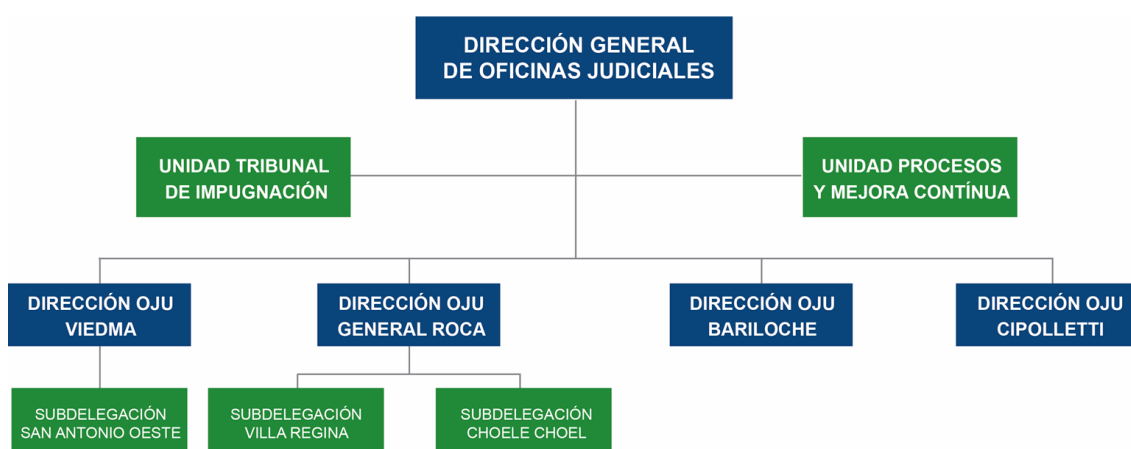 DIRECCIÓN GENERAL
DE OFICINAS JUDICIALES
UNIDAD TRIBUNAL
DE IMPUGNACIÓN
UNIDAD PROCESOS
Y MEJORA CONTÍNUA
DIRECCIÓN OJU
VIEDMA
DIRECCIÓN OJU
GENERAL ROCA
DIRECCIÓN OJU
BARILOCHE
DIRECCIÓN OJU
CIPOLLETTI
SUBDELEGACIÓN
SAN ANTONIO OESTE
SUBDELEGACIÓN
VILLA REGINA
SUBDELEGACIÓN
CHOELE CHOEL